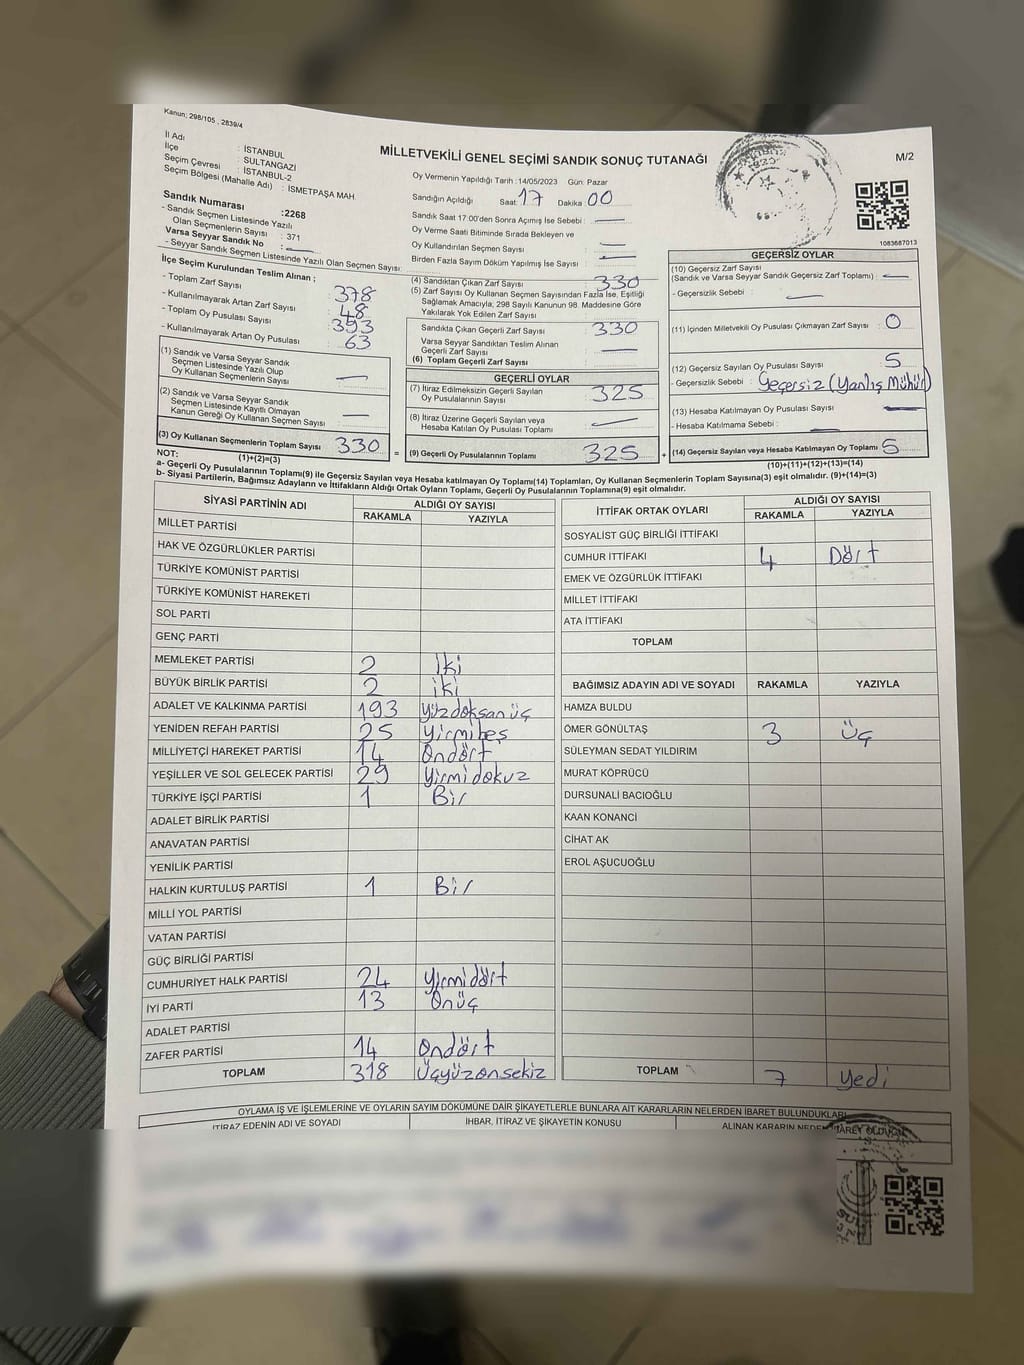 Kanun; 298/105 , 2839/4
İl Adı : İSTANBUL
İlçe : SULTANGAZİ
Seçim Çevresi : İSTANBUL-2
Seçim Bölgesi (Mahalle Adı) : İSMETPAŞA MAH
Sandık Numarası :2268
- Sandık Seçmen Listesinde Yazılı
Olan Seçmenlerin Sayısı : 371
Varsa Seyyar Sandık No :
- Seyyar Sandık Seçmen Listesinde Yazılı Olan Seçmen Sayısı:
MİLLETVEKİLİ GENEL SEÇİMİ SANDIK SONUÇ TUTANAĞI
M/2
Oy Vermenin Yapıldığı Tarih :14/05/2023 Gün: Pazar
Sandığın Açıldığı Saat: 17 Dakika: 00
Sandık Saat 17:00'den Sonra Açımış İse Sebebi :
Oy Verme Saati Bitiminde Sırada Bekleyen ve
Oy Kullandırılan Seçmen Sayısı
Birden Fazla Sayım Döküm Yapılmış İse Sayısı :
1083687013
İlçe Seçim Kurulundan Teslim Alınan ;
- Toplam Zarf Sayısı : 378
- Kullanılmayarak Artan Zarf Sayısı : 48
- Toplam Oy Pusulası Sayısı : 393
- Kullanılmayarak Artan Oy Pusulası : 63
(1) Sandık ve Varsa Seyyar Sandık
Seçmen Listesinde Yazılı Olup
Oy Kullanan Seçmenlerin Sayısı
(2) Sandık ve Varsa Seyyar Sandık
Seçmen Listesinde Kayıtlı Olmayan
Kanun Gereği Oy Kullanan Seçmen Sayısı
(3) Oy Kullanan Seçmenlerin Toplam Sayısı 330
(1)+(2)=(3)
(4) Sandıktan Çıkan Zarf Sayısı : 330
(5) Zarf Sayısı Oy Kullanan Seçmen Sayısından Fazla İse, Eşitliği
Sağlamak Amacıyla, 298 Sayılı Kanunun 98. Maddesine Göre
Yakılarak Yok Edilen Zarf Sayısı :
Sandıkta Çıkan Geçerli Zarf Sayısı : 330
Varsa Seyyar Sandıktan Teslim Alınan
Geçerli Zarf Sayısı :
(6) Toplam Geçerli Zarf Sayısı :
GEÇERLİ OYLAR
(7) İtiraz Edilmeksizin Geçerli Sayılan
Oy Pusulalarının Sayısı : 325
(8) İtiraz Üzerine Geçerli Sayılan veya
Hesaba Katılan Oy Pusulası Toplamı :
= (9) Geçerli Oy Pusulalarının Toplamı 325 +
GEÇERSİZ OYLAR
(10) Geçersiz Zarf Sayısı
(Sandık ve Varsa Seyyar Sandık Geçersiz Zarf Toplamı) :
- Geçersizlik Sebebi :
(11) İçinden Milletvekili Oy Pusulası Çıkmayan Zarf Sayısı : 0
(12) Geçersiz Sayılan Oy Pusulası Sayısı : 5
- Geçersizlik Sebebi : Geçersiz (Yanlış Mühür)
(13) Hesaba Katılmayan Oy Pusulası Sayısı
- Hesaba Katılmama Sebebi :
(14) Geçersiz Sayılan veya Hesaba Katılmayan Oy Toplamı 5
(10)+(11)+(12)+(13)=(14)
NOT:
a- Geçerli Oy Pusulalarının Toplamı(9) ile Geçersiz Sayılan veya Hesaba katılmayan Oy Toplamı(14) Toplamları, Oy Kullanan Seçmenlerin Toplam Sayısına(3) eşit olmalıdır. (9)+(14)=(3)
b- Siyasi Partilerin, Bağımsız Adayların ve İttifakların Aldığı Ortak Oyların Toplamı, Geçerli Oy Pusulalarının Toplamına(9) eşit olmalıdır.
SİYASİ PARTİNİN ADI ALDIĞI OY SAYISI
RAKAMLA YAZIYLA
MİLLET PARTİSİ
HAK VE ÖZGÜRLÜKLER PARTİSİ
TÜRKİYE KOMÜNİST PARTİSİ
TÜRKİYE KOMÜNİST HAREKETİ
SOL PARTİ
GENÇ PARTİ
MEMLEKET PARTİSİ 2 İki
BÜYÜK BİRLİK PARTİSİ 2 iki
ADALET VE KALKINMA PARTİSİ 193 Yüzdoksan üç
YENİDEN REFAH PARTİSİ 25 Yirmibeş
MİLLİYETÇİ HAREKET PARTİSİ 14 Ondört
YEŞİLLER VE SOL GELECEK PARTİSİ 29 Yirmidokuz
TÜRKİYE İŞÇİ PARTİSİ 1 Bir
ADALET BİRLİK PARTİSİ
ANAVATAN PARTİSİ
YENİLİK PARTİSİ
HALKIN KURTULUŞ PARTİSİ 1 Bir
MİLLİ YOL PARTİSİ
VATAN PARTİSİ
GÜÇ BİRLİĞİ PARTİSİ
CUMHURİYET HALK PARTİSİ 24 Yirmidört
İYİ PARTİ 13 Onüç
ADALET PARTİSİ
ZAFER PARTİSİ 14 Ondört
TOPLAM 318 Üçyüzonsekiz
İTTİFAK ORTAK OYLARI ALDIĞI OY SAYISI
RAKAMLA YAZIYLA
SOSYALİST GÜÇ BİRLİĞİ İTTİFAKI
CUMHUR İTTİFAKI 4 Dört
EMEK VE ÖZGÜRLÜK İTTİFAKI
MİLLET İTTİFAKI
ATA İTTİFAKI
TOPLAM
BAĞIMSIZ ADAYIN ADI VE SOYADI RAKAMLA YAZIYLA
HAMZA BULDU
ÖMER GÖNÜLTAŞ 3 Üç
SÜLEYMAN SEDAT YILDIRIM
MURAT KÖPRÜCÜ
DURSUNALİ BACIOĞLU
KAAN KONANCİ
CİHAT AK
EROL AŞUCUOĞLU
TOPLAM 7 Yedi
OYLAMA İŞ VE İŞLEMLERİNE VE OYLARIN SAYIM DÖKÜMÜNE DAİR ŞİKAYETLERLE BUNLARA AİT KARARLARIN NELERDEN İBARET BULUNDUKLARI
İTİRAZ EDENİN ADI VE SOYADI İHBAR, İTİRAZ VE ŞİKAYETİN KONUSU ALINAN KARARIN